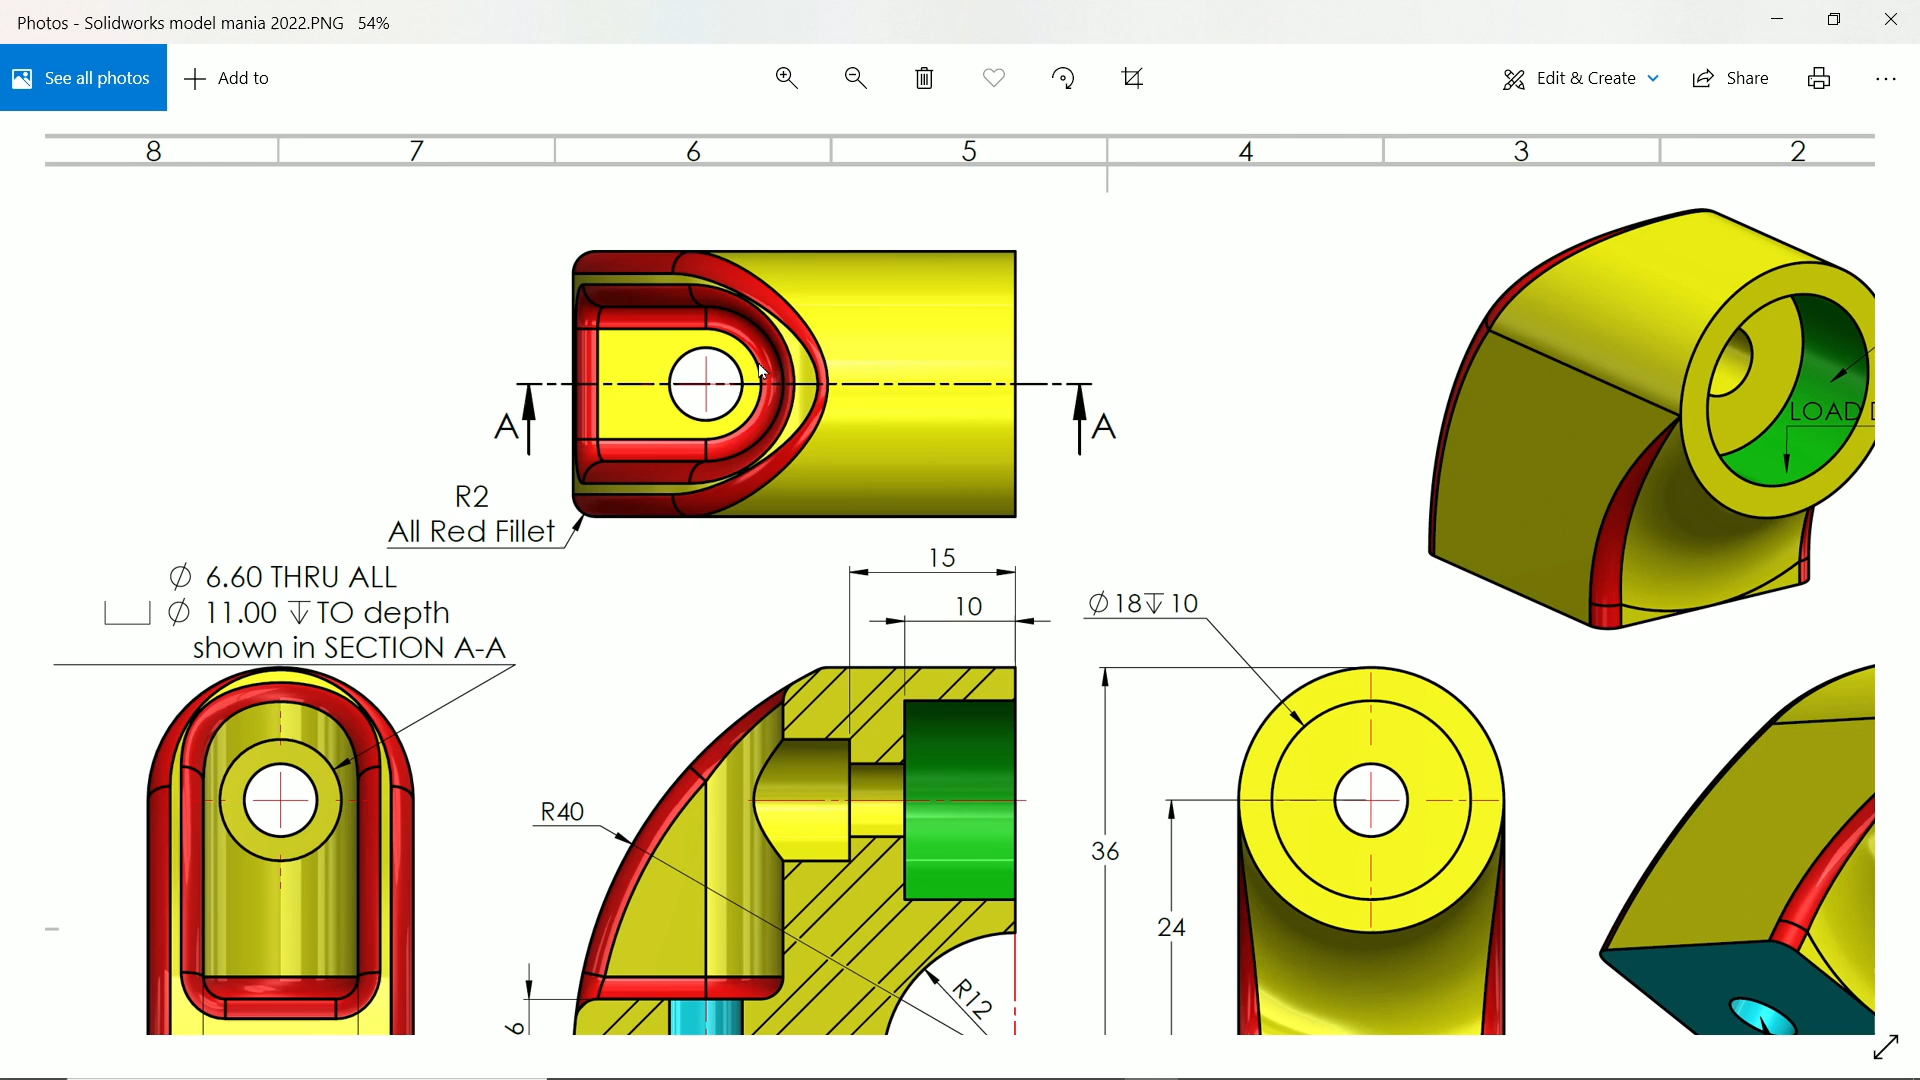 Photos - Solidworks model mania 2022.PNG 54%
See all photos
Add to
Edit & Create
Share
8 7 6 5 4 3 2
A A
R2
All Red Fillet
⌀ 6.60 THRU ALL
⌴ ⌀ 11.00 ↧ TO depth
shown in SECTION A-A
15
10
⌀18↧10
LOAD
R40
36
24
R12
6